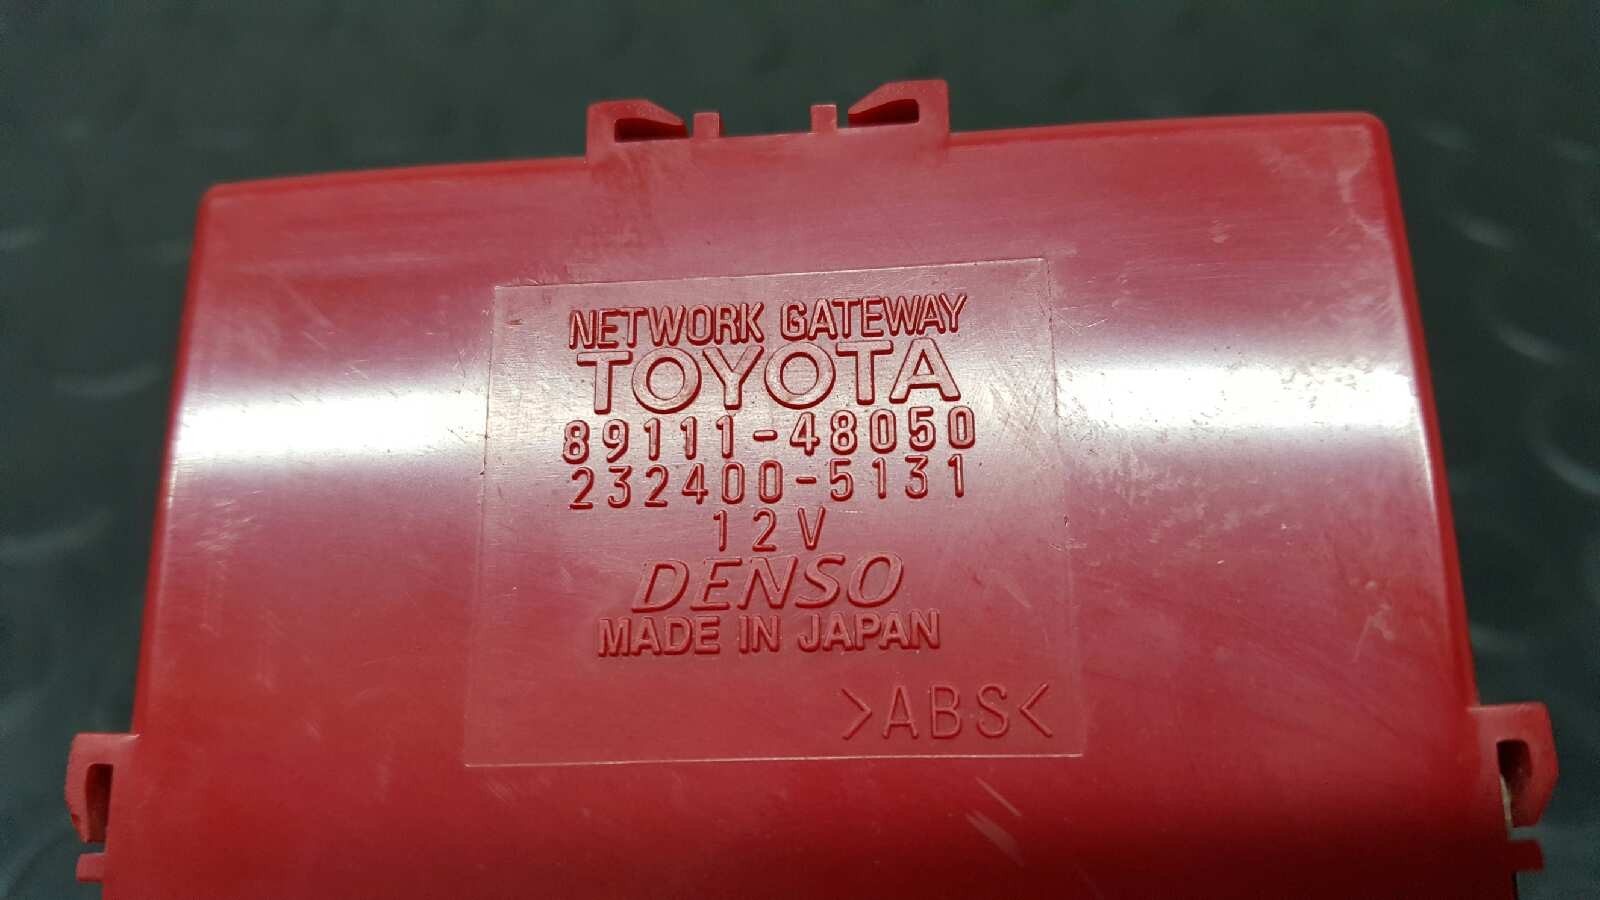 NETWORK GATEWAY
TOYOTA
89111-48050
232400-5131
12V
DENSO
MADE IN JAPAN
>ABS<